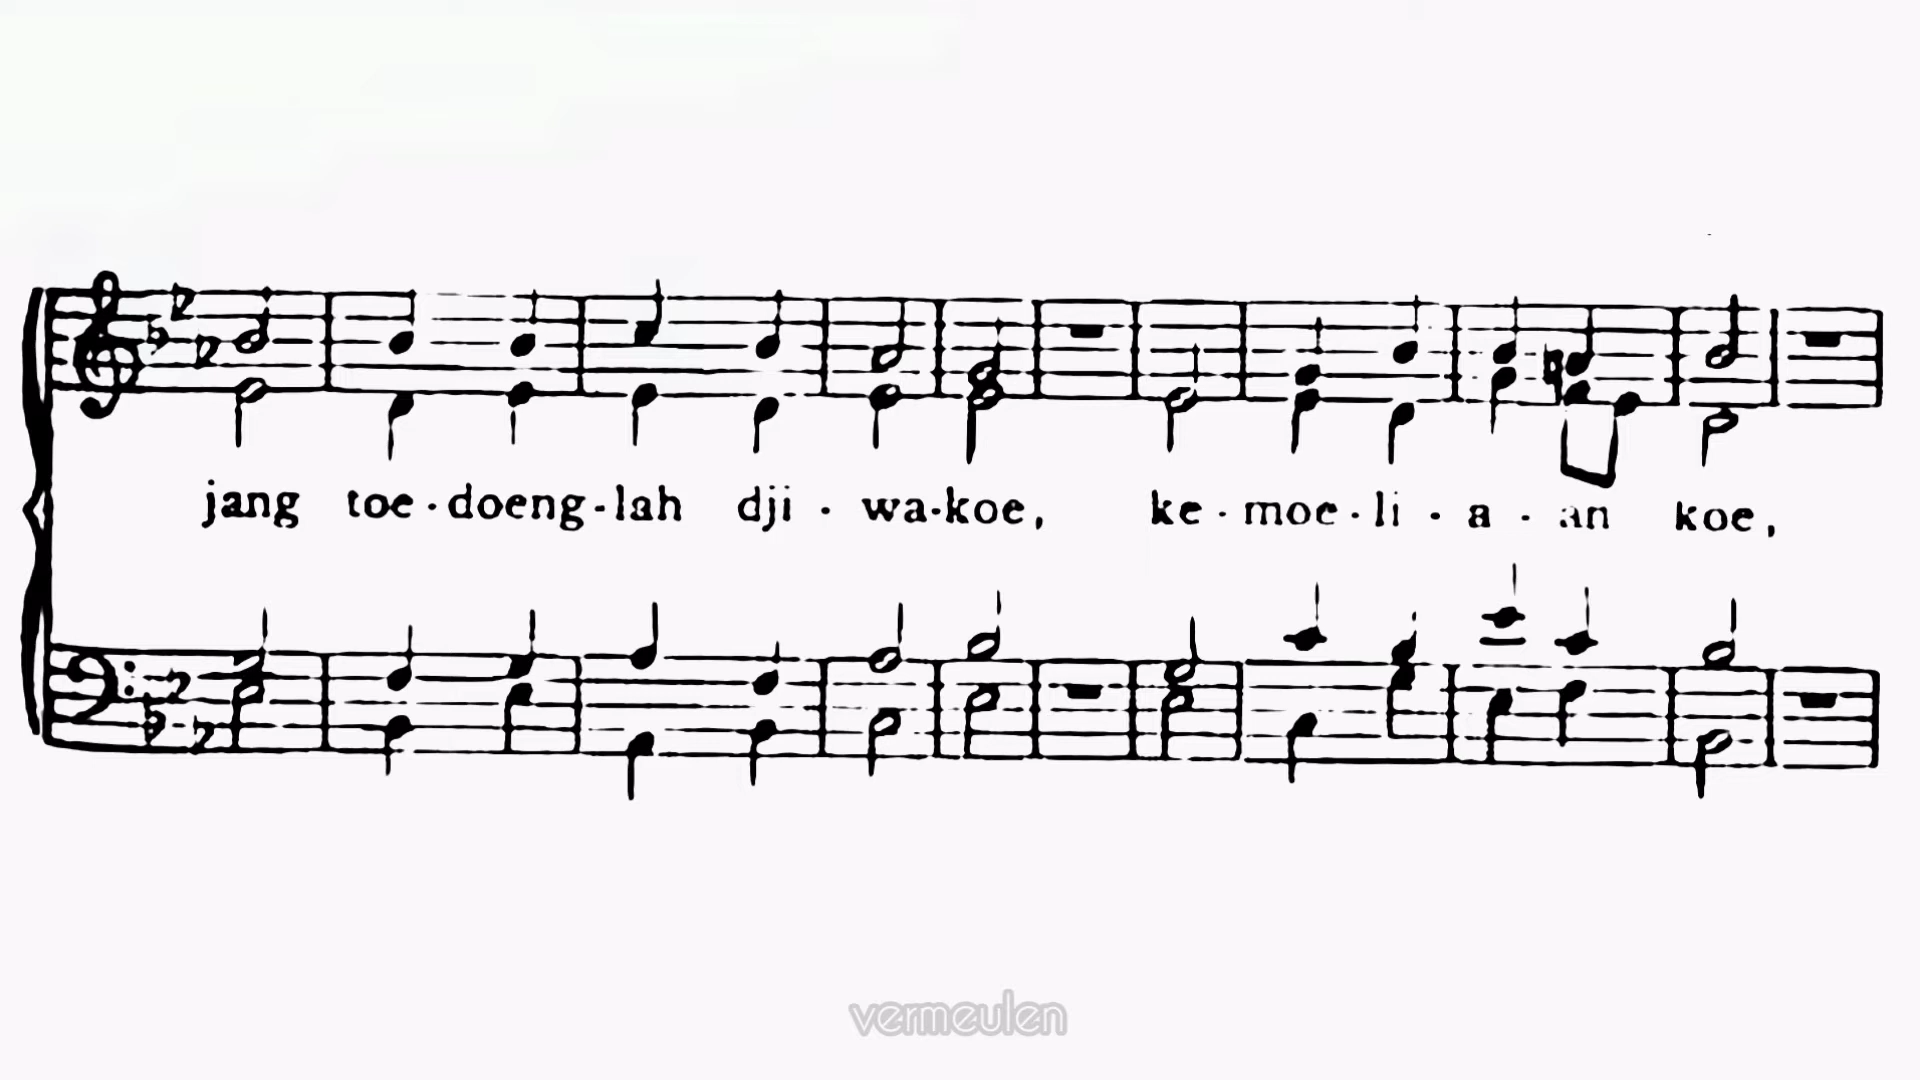 jang toe·doeng-lah dji · wa-koe, ke·moe·li · a · an koe,
vermeulen